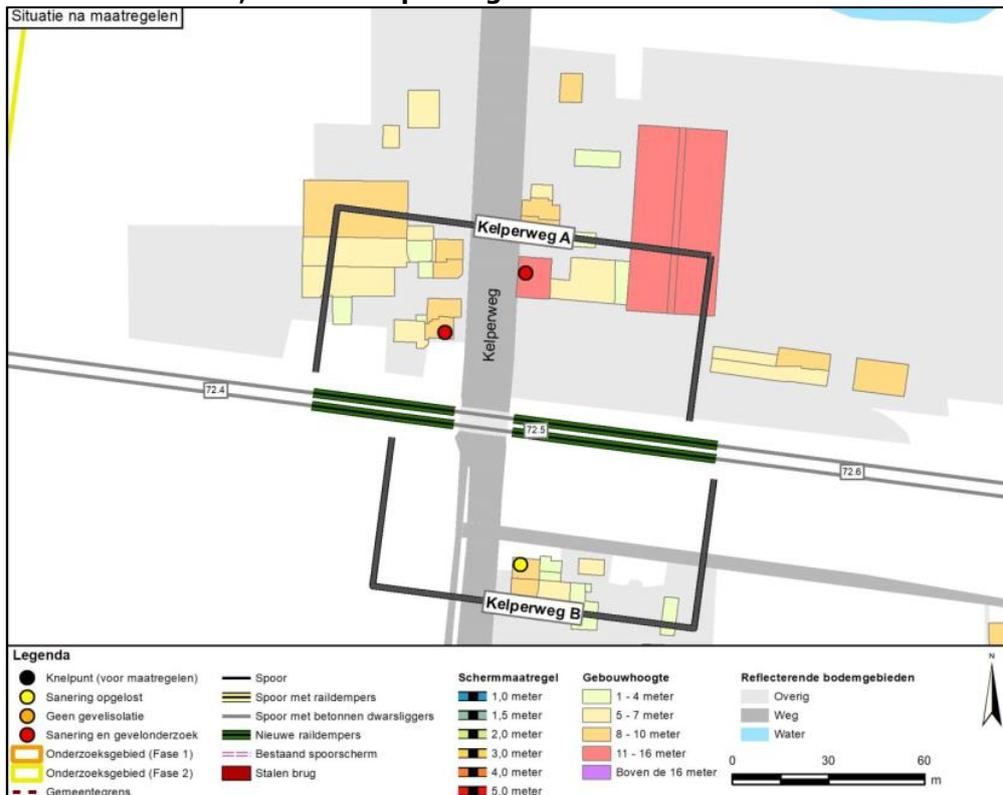 Situatie na maatregelen
Kelperweg A
Kelperweg
72.4
72.5
72.6
Kelperweg B
Legenda
Knelpunt (voor maatregelen)
Sanering opgelost
Geen gevelisolatie
Sanering en gevelonderzoek
Onderzoeksgebied (Fase 1)
Onderzoeksgebied (Fase 2)
Gemeentegrens
Spoor
Spoor met raildempers
Spoor met betonnen dwarsliggers
Nieuwe raildempers
Bestaand spoorscherm
Stalen brug
Schermmaatregel
1,0 meter
1,5 meter
2,0 meter
3,0 meter
4,0 meter
5,0 meter
Gebouwhoogte
1 - 4 meter
5 - 7 meter
8 - 10 meter
11 - 16 meter
Boven de 16 meter
Reflecterende bodemgebieden
Overig
Weg
Water
N
0 30 60
m